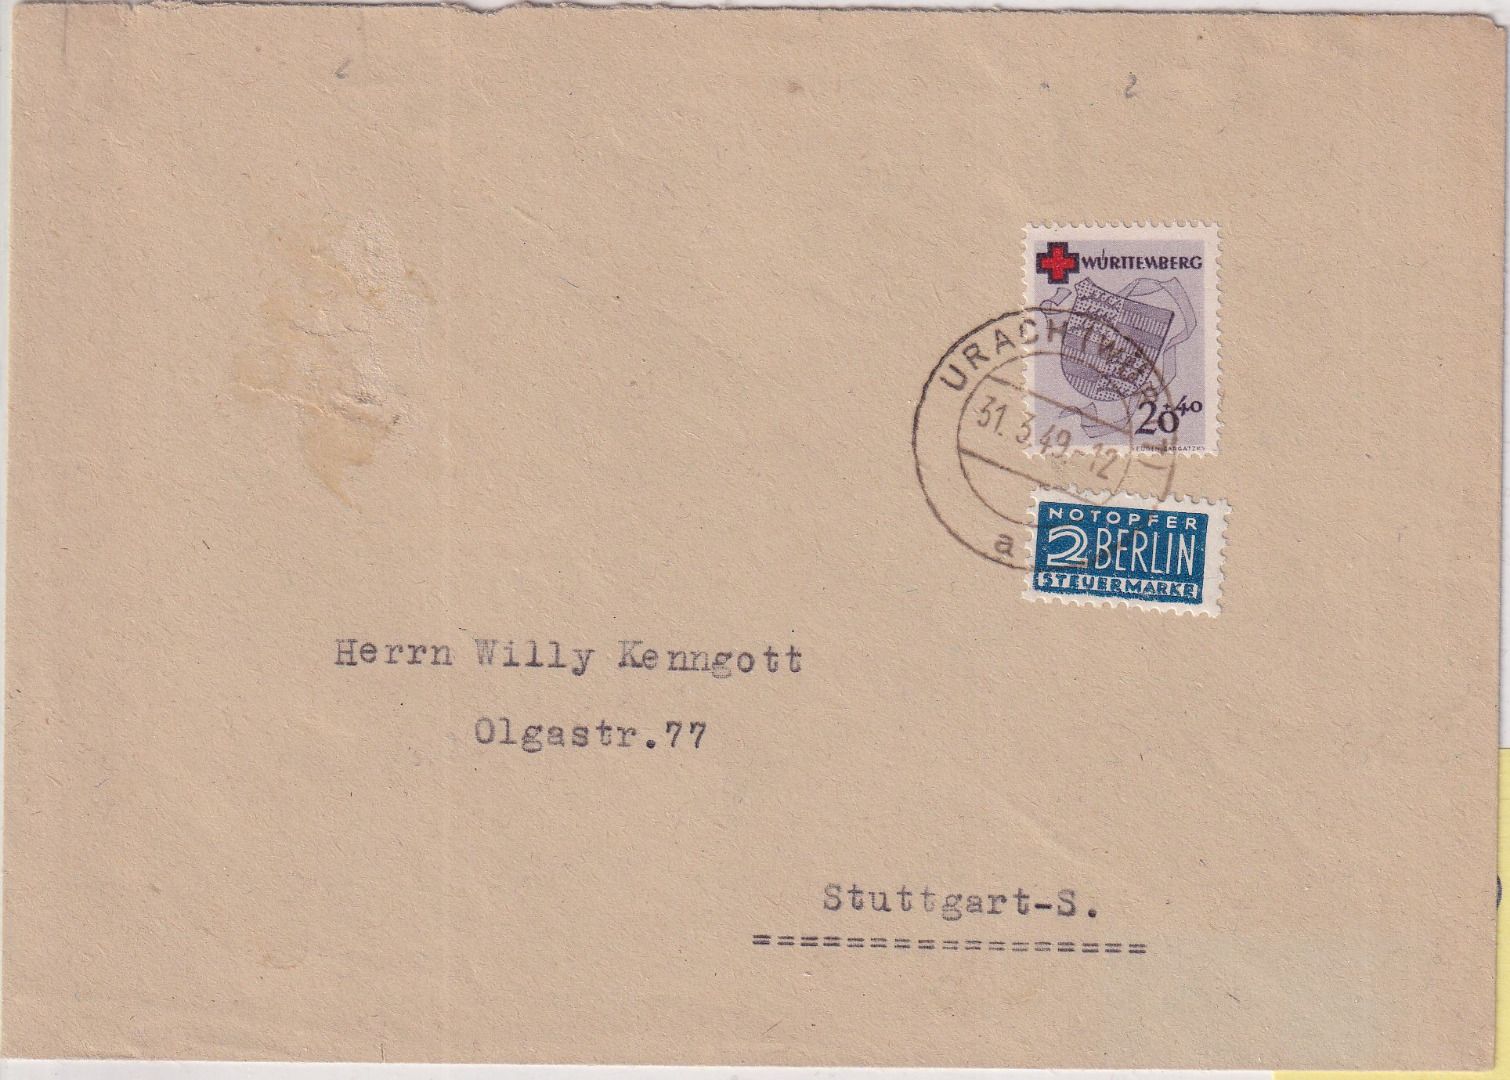 WÜRTTEMBERG
20+40
URACH (WÜRTT
31.3.49.-12
a
NOTOPFER
2 BERLIN
STEUERMARKE
Herrn Willy Kenngott
Olgastr.77
Stuttgart-S.
=================